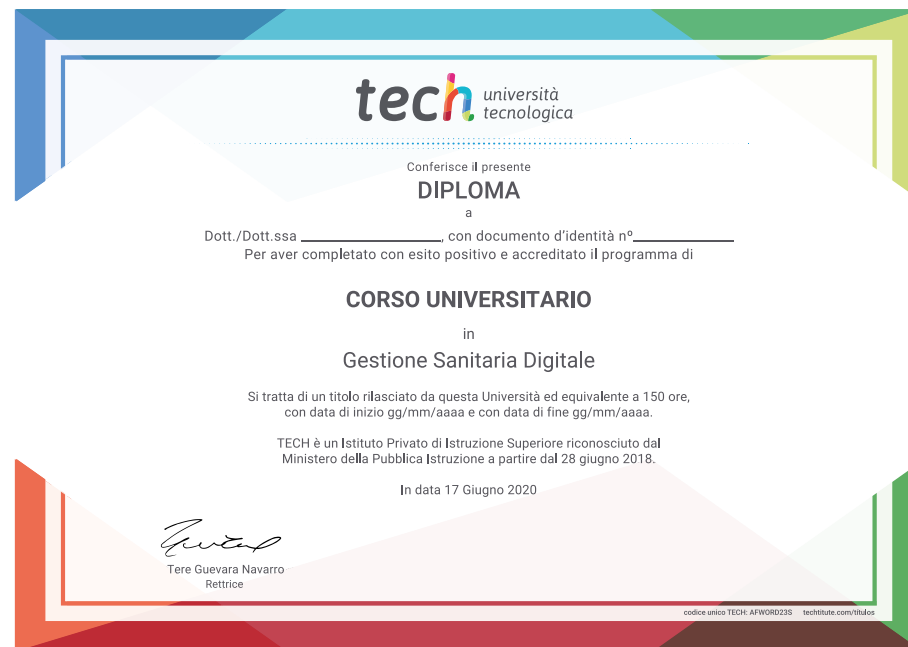 tech università
tecnologica
Conferisce il presente
DIPLOMA
a
Dott./Dott.ssa ____________________, con documento d'identità nº______________
Per aver completato con esito positivo e accreditato il programma di
CORSO UNIVERSITARIO
in
Gestione Sanitaria Digitale
Si tratta di un titolo rilasciato da questa Università ed equivalente a 150 ore,
con data di inizio gg/mm/aaaa e con data di fine gg/mm/aaaa.
TECH è un Istituto Privato di Istruzione Superiore riconosciuto dal
Ministero della Pubblica Istruzione a partire dal 28 giugno 2018.
In data 17 Giugno 2020
Tere Guevara Navarro
Rettrice
codice unico TECH: AFWORD23S techtitute.com/títulos